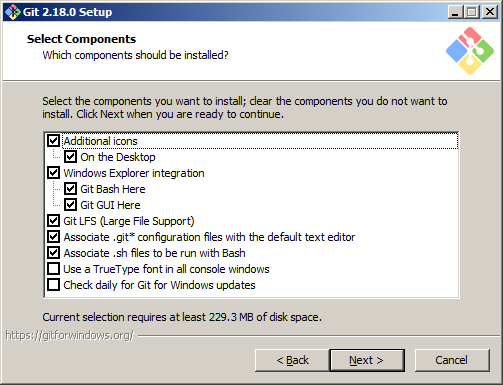 Git 2.18.0 Setup
Select Components
Which components should be installed?
Select the components you want to install; clear the components you do not want to
install. Click Next when you are ready to continue.
Additional icons
On the Desktop
Windows Explorer integration
Git Bash Here
Git GUI Here
Git LFS (Large File Support)
Associate .git* configuration files with the default text editor
Associate .sh files to be run with Bash
Use a TrueType font in all console windows
Check daily for Git for Windows updates
Current selection requires at least 229.3 MB of disk space.
https://gitforwindows.org/
< Back
Next >
Cancel